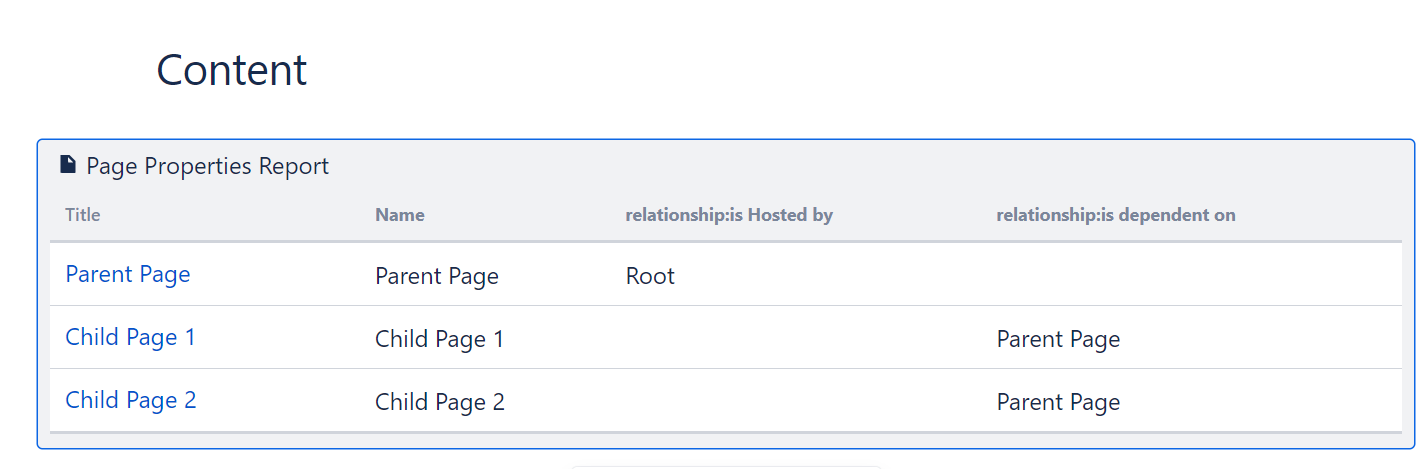 Content
Page Properties Report
Title Name relationship:is Hosted by relationship:is dependent on
Parent Page Parent Page Root
Child Page 1 Child Page 1 Parent Page
Child Page 2 Child Page 2 Parent Page